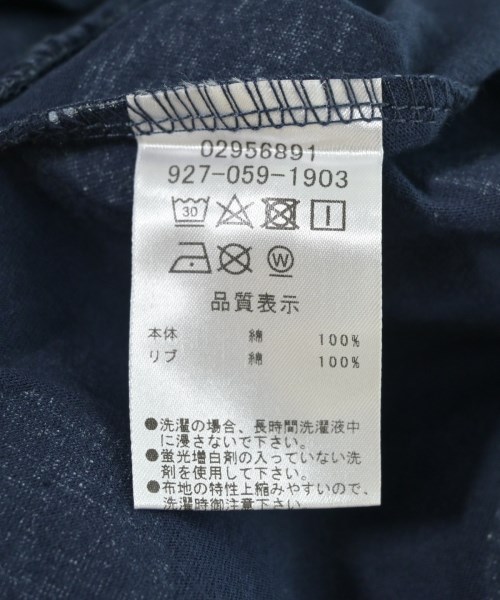 02956891
927-059-1903
30
W
品質表示
本体 綿 100%
リブ 綿 100%
●洗濯の場合、長時間洗濯液中
に浸さないで下さい。
●蛍光増白剤の入っていない洗
剤を使用して下さい。
●布地の特性上縮みやすいので、
洗濯時御注意下さい